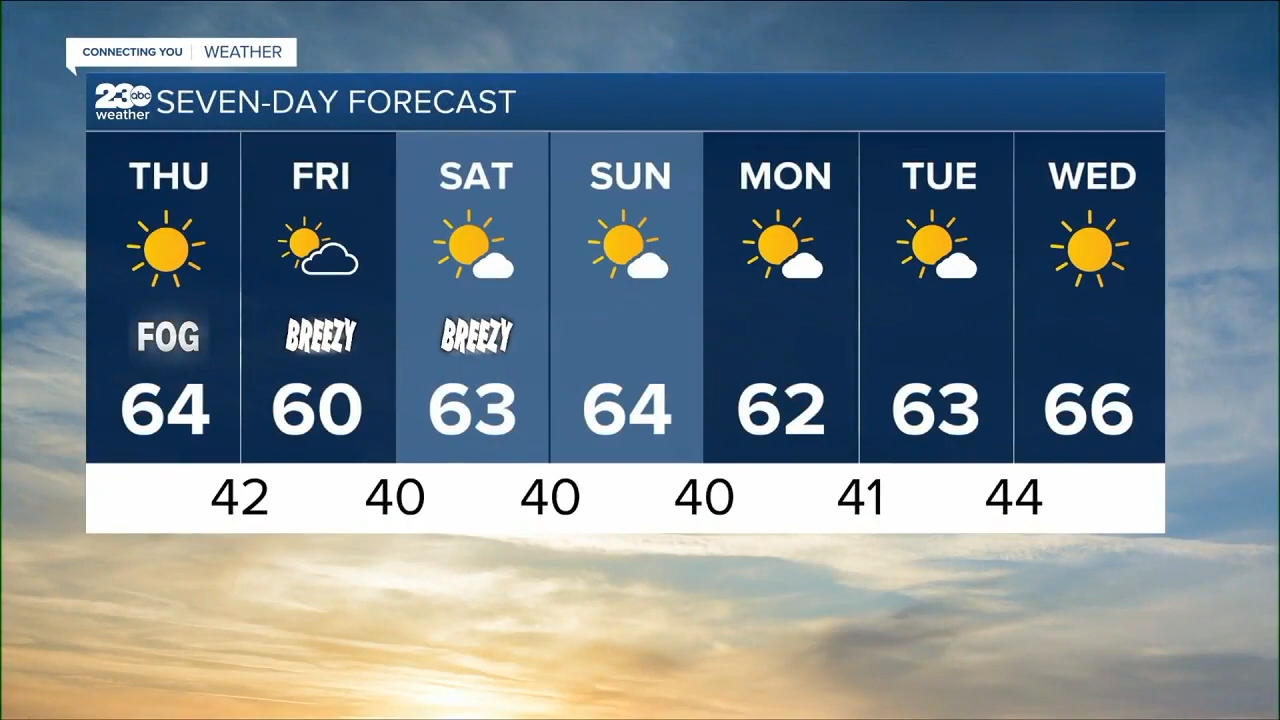 CONNECTING YOU WEATHER
23 abc
weather
SEVEN-DAY FORECAST
THU FRI SAT SUN MON TUE WED
FOG BREEZY BREEZY
64 60 63 64 62 63 66
42 40 40 40 41 44